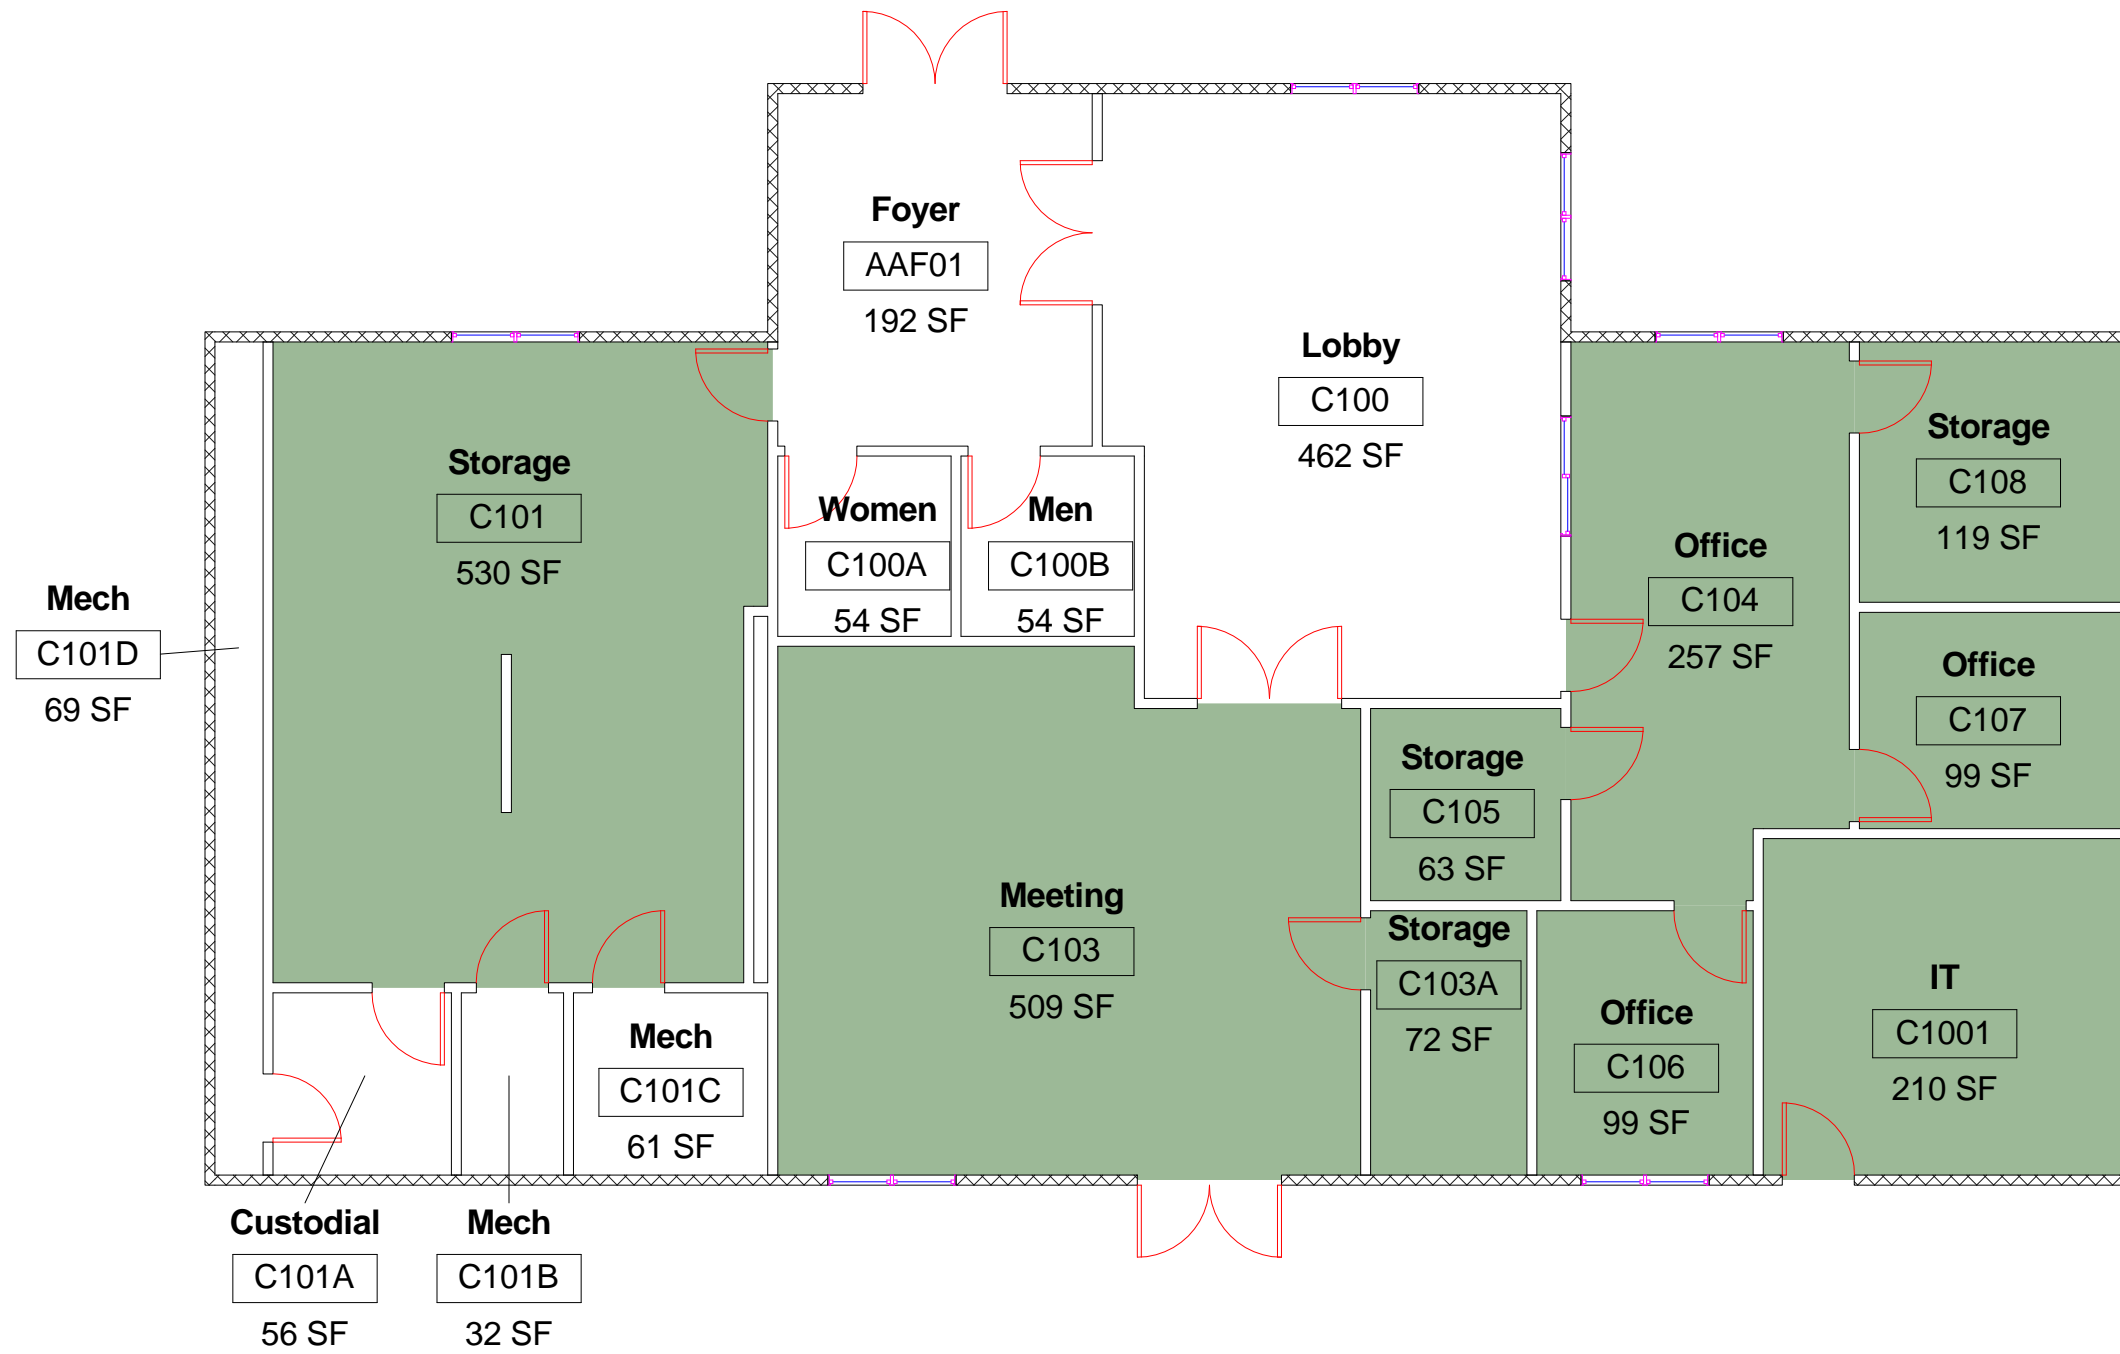 Foyer
AAF01
192 SF
Lobby
C100
462 SF
Storage
C101
530 SF
Women
C100A
54 SF
Men
C100B
54 SF
Storage
C108
119 SF
Office
C104
257 SF
Mech
C101D
69 SF
Office
C107
99 SF
Storage
C105
63 SF
Meeting
C103
509 SF
Storage
C103A
72 SF
IT
C1001
210 SF
Office
C106
99 SF
Mech
C101C
61 SF
Custodial
C101A
56 SF
Mech
C101B
32 SF